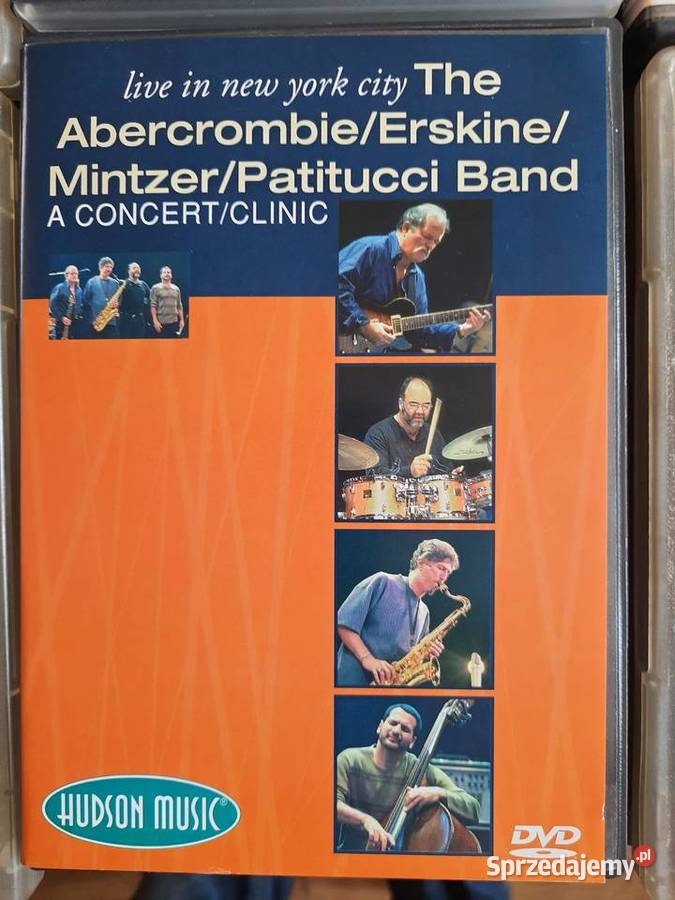 live in new york city The
Abercrombie/Erskine/
Mintzer/Patitucci Band
A CONCERT/CLINIC
HUDSON MUSIC®
DVD
Sprzedajemy.pl